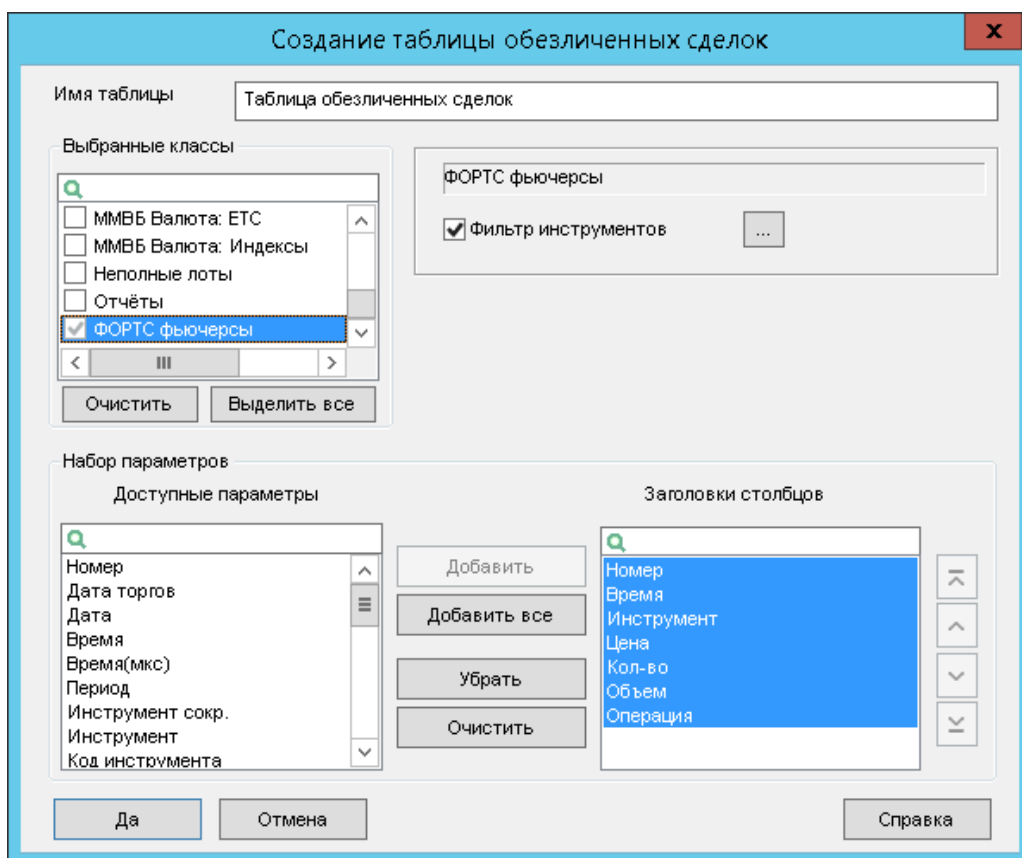 Создание таблицы обезличенных сделок
x
Имя таблицы
Таблица обезличенных сделок
Выбранные классы
ММВБ Валюта: ЕТС
ММВБ Валюта: Индексы
Неполные лоты
Отчёты
ФОРТС фьючерсы
Очистить
Выделить все
ФОРТС фьючерсы
Фильтр инструментов
...
Набор параметров
Доступные параметры
Номер
Дата торгов
Дата
Время
Время(мкс)
Период
Инструмент сокр.
Инструмент
Код инструмента
Добавить
Добавить все
Убрать
Очистить
Заголовки столбцов
Номер
Время
Инструмент
Цена
Кол-во
Объем
Операция
Да
Отмена
Справка